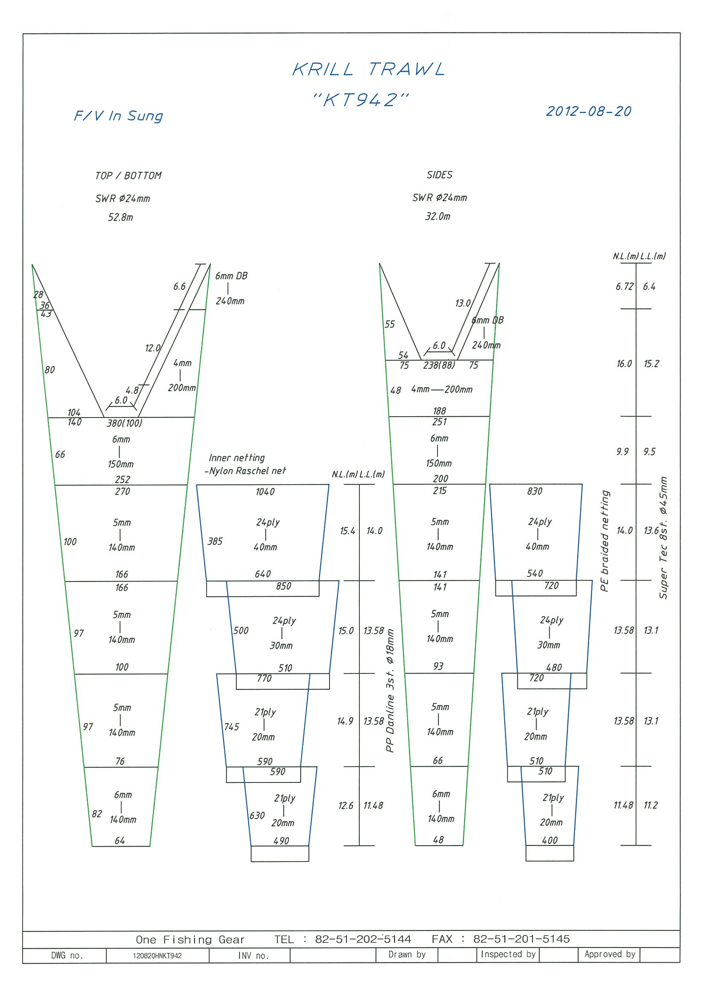 KRILL TRAWL
"KT942"
F/V In Sung
2012-08-20
TOP / BOTTOM
SWR Ø24mm
52.8m
SIDES
SWR Ø24mm
32.0m
28
36
43
80
104
140
380(100)
6.6
12.0
4.8
6.0
6mm DB
240mm
4mm
200mm
66
6mm
150mm
252
270
100
5mm
140mm
166
166
97
5mm
140mm
100
97
5mm
140mm
76
82
6mm
140mm
64
Inner netting
-Nylon Raschel net
1040
385
24ply
40mm
640
850
500
24ply
30mm
510
770
745
21ply
20mm
590
590
630
21ply
20mm
490
N.L.(m) L.L.(m)
15.4 14.0
15.0 13.58
14.9 13.58
12.6 11.48
PP Danline 3st. Ø18mm
55
54
75
238(88)
75
13.0
6.0
6mm DB
240mm
48
4mm
200mm
188
251
6mm
150mm
200
215
5mm
140mm
141
141
5mm
140mm
93
5mm
140mm
66
6mm
140mm
48
830
24ply
40mm
540
720
24ply
30mm
480
720
21ply
20mm
510
510
21ply
20mm
400
PE braided netting
N.L.(m) L.L.(m)
6.72 6.4
16.0 15.2
9.9 9.5
14.0 13.6
13.58 13.1
13.58 13.1
11.48 11.2
Super Tec 8st. Ø45mm
One Fishing Gear TEL : 82-51-202-5144 FAX : 82-51-201-5145
DWG no. 120820HNKT942 INV no. Drawn by Inspected by Approved by